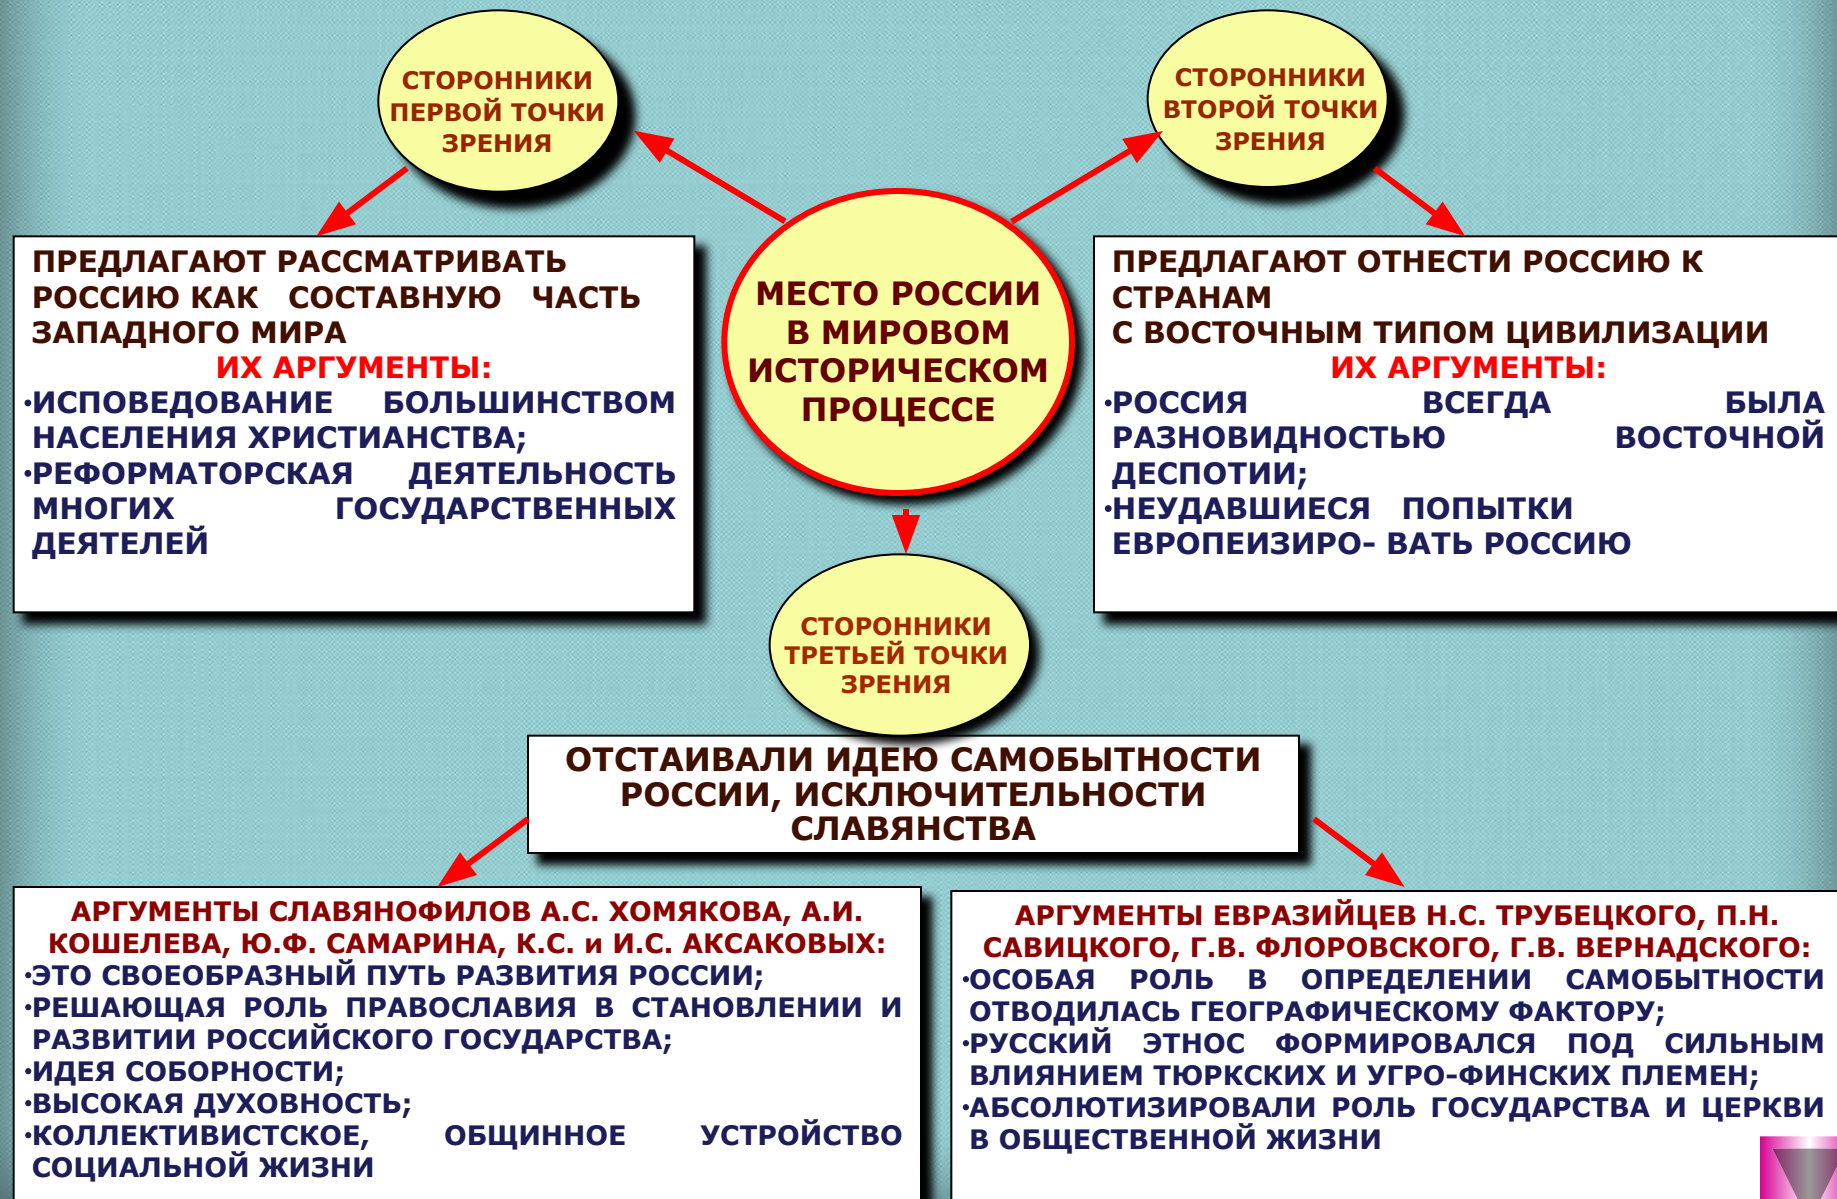 СТОРОННИКИ
ПЕРВОЙ ТОЧКИ
ЗРЕНИЯ
СТОРОННИКИ
ВТОРОЙ ТОЧКИ
ЗРЕНИЯ
МЕСТО РОССИИ
В МИРОВОМ
ИСТОРИЧЕСКОМ
ПРОЦЕССЕ
ПРЕДЛАГАЮТ РАССМАТРИВАТЬ
РОССИЮ КАК СОСТАВНУЮ ЧАСТЬ
ЗАПАДНОГО МИРА
ИХ АРГУМЕНТЫ:
•ИСПОВЕДОВАНИЕ БОЛЬШИНСТВОМ
НАСЕЛЕНИЯ ХРИСТИАНСТВА;
•РЕФОРМАТОРСКАЯ ДЕЯТЕЛЬНОСТЬ
МНОГИХ ГОСУДАРСТВЕННЫХ
ДЕЯТЕЛЕЙ
ПРЕДЛАГАЮТ ОТНЕСТИ РОССИЮ К
СТРАНАМ
С ВОСТОЧНЫМ ТИПОМ ЦИВИЛИЗАЦИИ
ИХ АРГУМЕНТЫ:
•РОССИЯ ВСЕГДА БЫЛА
РАЗНОВИДНОСТЬЮ ВОСТОЧНОЙ
ДЕСПОТИИ;
•НЕУДАВШИЕСЯ ПОПЫТКИ
ЕВРОПЕИЗИРО- ВАТЬ РОССИЮ
СТОРОННИКИ
ТРЕТЬЕЙ ТОЧКИ
ЗРЕНИЯ
ОТСТАИВАЛИ ИДЕЮ САМОБЫТНОСТИ
РОССИИ, ИСКЛЮЧИТЕЛЬНОСТИ
СЛАВЯНСТВА
АРГУМЕНТЫ СЛАВЯНОФИЛОВ А.С. ХОМЯКОВА, А.И.
КОШЕЛЕВА, Ю.Ф. САМАРИНА, К.С. и И.С. АКСАКОВЫХ:
•ЭТО СВОЕОБРАЗНЫЙ ПУТЬ РАЗВИТИЯ РОССИИ;
•РЕШАЮЩАЯ РОЛЬ ПРАВОСЛАВИЯ В СТАНОВЛЕНИИ И
РАЗВИТИИ РОССИЙСКОГО ГОСУДАРСТВА;
•ИДЕЯ СОБОРНОСТИ;
•ВЫСОКАЯ ДУХОВНОСТЬ;
•КОЛЛЕКТИВИСТСКОЕ, ОБЩИННОЕ УСТРОЙСТВО
СОЦИАЛЬНОЙ ЖИЗНИ
АРГУМЕНТЫ ЕВРАЗИЙЦЕВ Н.С. ТРУБЕЦКОГО, П.Н.
САВИЦКОГО, Г.В. ФЛОРОВСКОГО, Г.В. ВЕРНАДСКОГО:
•ОСОБАЯ РОЛЬ В ОПРЕДЕЛЕНИИ САМОБЫТНОСТИ
ОТВОДИЛАСЬ ГЕОГРАФИЧЕСКОМУ ФАКТОРУ;
•РУССКИЙ ЭТНОС ФОРМИРОВАЛСЯ ПОД СИЛЬНЫМ
ВЛИЯНИЕМ ТЮРКСКИХ И УГРО-ФИНСКИХ ПЛЕМЕН;
•АБСОЛЮТИЗИРОВАЛИ РОЛЬ ГОСУДАРСТВА И ЦЕРКВИ
В ОБЩЕСТВЕННОЙ ЖИЗНИ